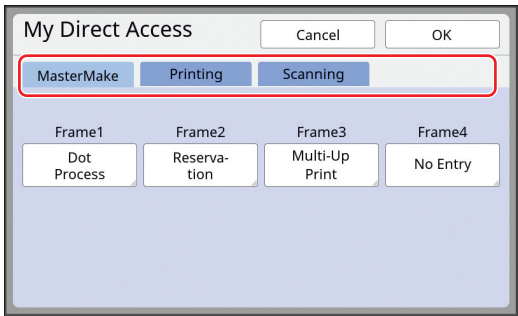 My Direct Access
Cancel
OK
MasterMake
Printing
Scanning
Frame1
Frame2
Frame3
Frame4
Dot
Process
Reserva-
tion
Multi-Up
Print
No Entry